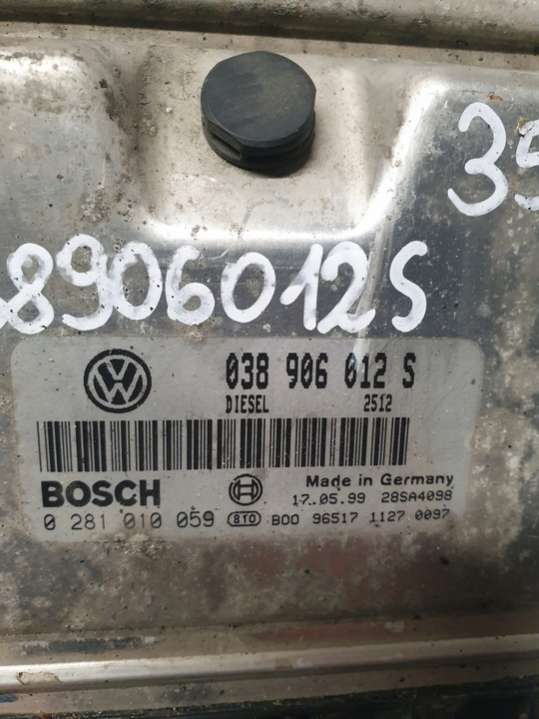 35
8906012S
038 906 012 S
DIESEL 2512
BOSCH Made in Germany
17.05.99 28SA4098
0 281 010 059 8TD B00 96517 1127 0097